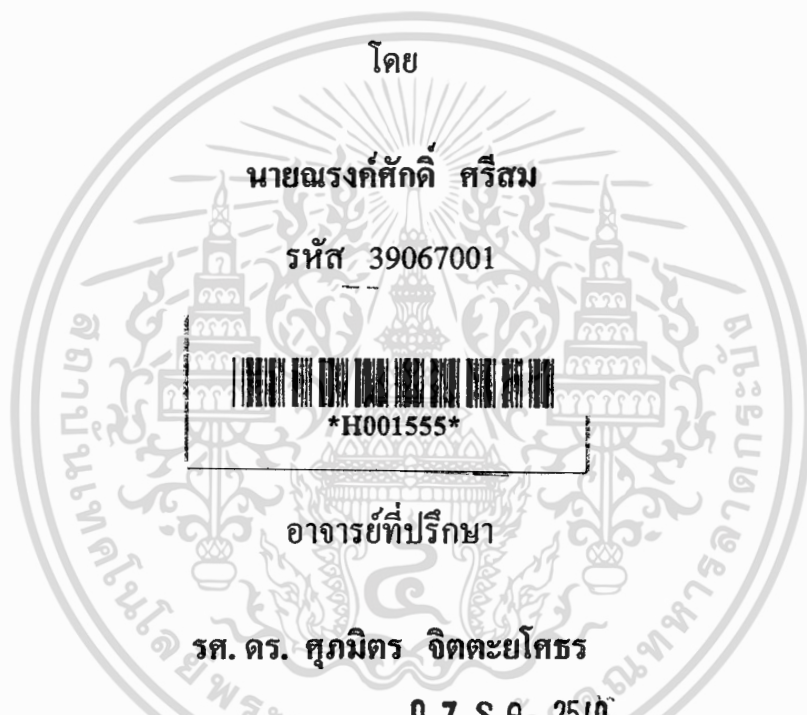 โดย
นายณรงค์ศักดิ์ ศรีสม
รหัส 39067001
*H001555*
อาจารย์ที่ปรึกษา
รศ. ดร. ศุภมิตร จิตตะยโศธร